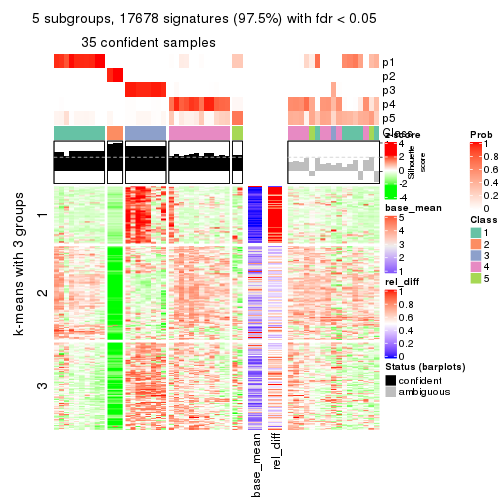 5 subgroups, 17678 signatures (97.5%) with fdr < 0.05
35 confident samples
p1
p2
p3
p4
p5
Class
z-score
4
2
0
-2
-4
Silhouette
score
base_mean
5
4
3
2
1
rel_diff
1
0.8
0.6
0.4
0.2
0
Status (barplots)
confident
ambiguous
Prob
1
0.8
0.6
0.4
0.2
0
Class
1
2
3
4
5
k-means with 3 groups
1
2
3
base_mean
rel_diff